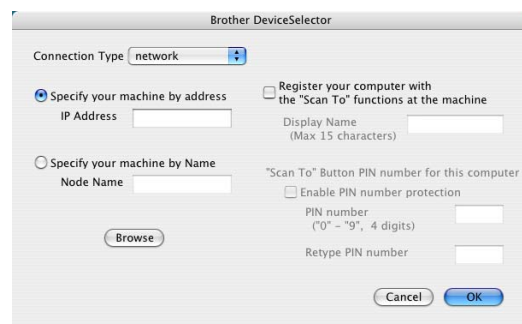 Brother DeviceSelector
Connection Type network
Specify your machine by address
IP Address
Specify your machine by Name
Node Name
Browse
Register your computer with
the "Scan To" functions at the machine
Display Name
(Max 15 characters)
"Scan To" Button PIN number for this computer
Enable PIN number protection
PIN number
("0" - "9", 4 digits)
Retype PIN number
Cancel OK